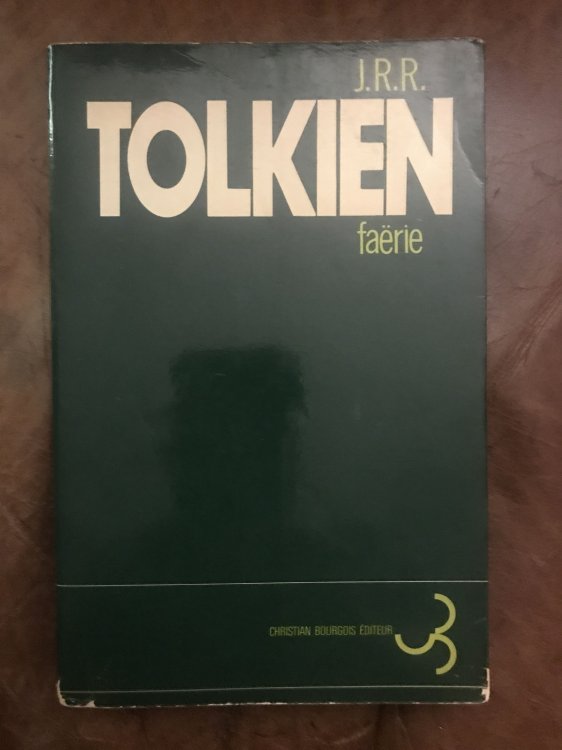 J.R.R.
TOLKIEN
faërie
CHRISTIAN BOURGOIS ÉDITEUR